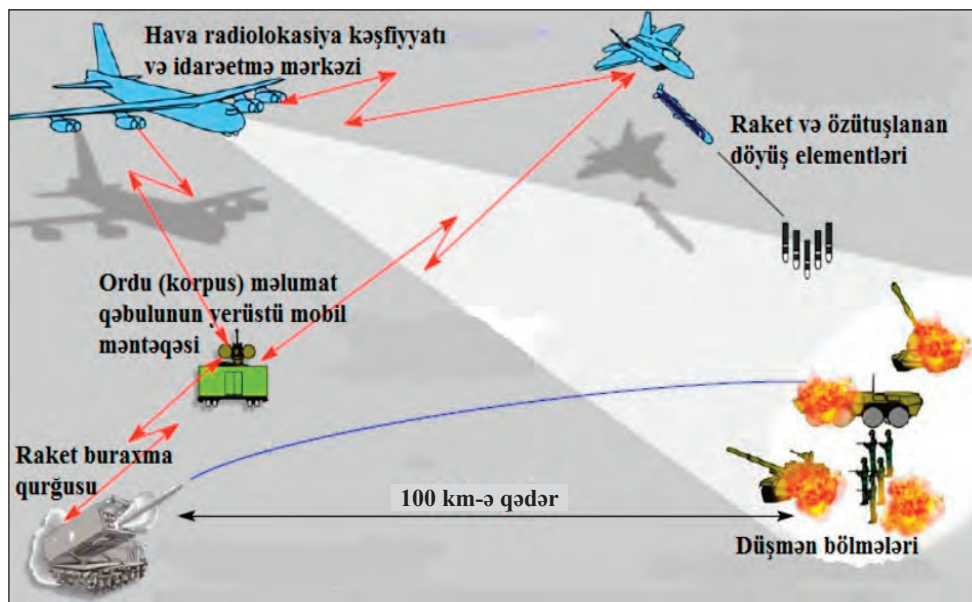 Hava radiolokasiya kəşfiyyatı
və idarəetmə mərkəzi
Raket və özütuşlanan
döyüş elementləri
Ordu (korpus) məlumat
qəbulunun yerüstü mobil
məntəqəsi
Raket buraxma
qurğusu
100 km-ə qədər
Düşmən bölmələri